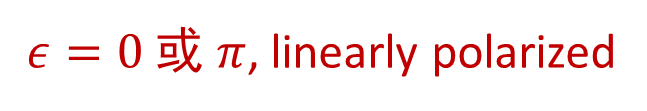 𝜖 = 0 或 𝜋, linearly polarized